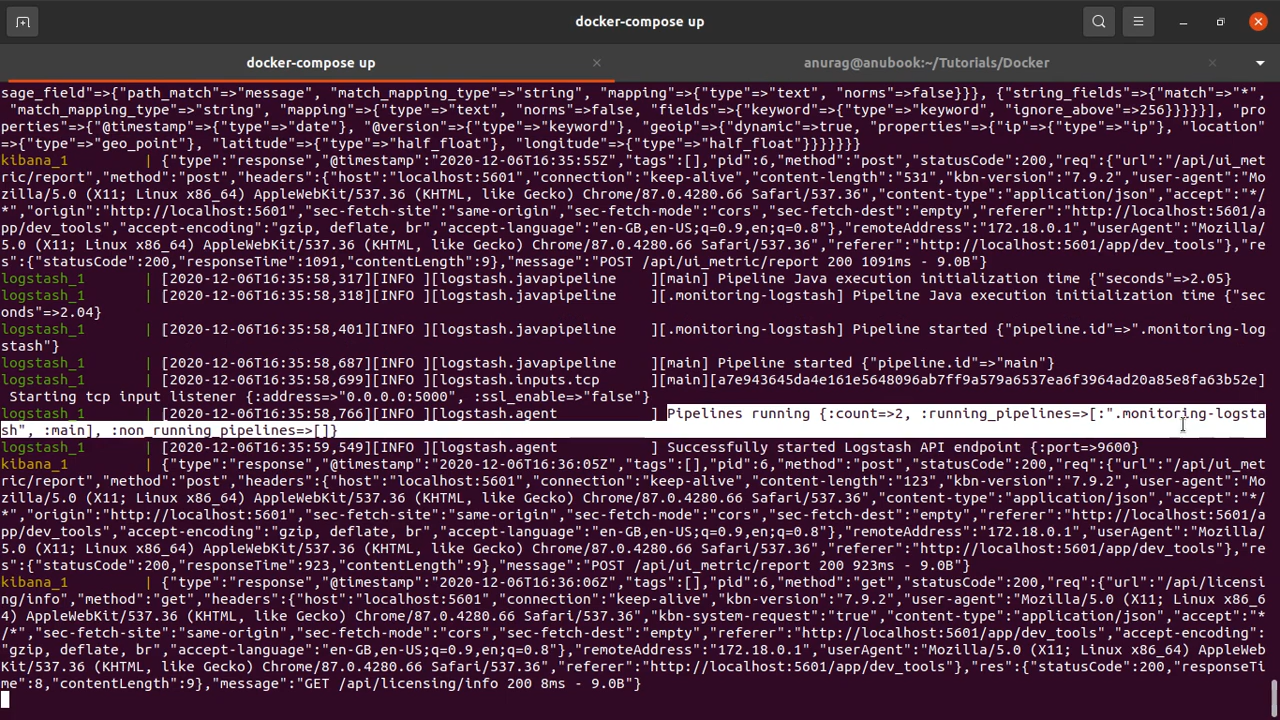 docker-compose up
docker-compose up
anurag@anubook:~/Tutorials/Docker
sage_field"=>{"path_match"=>"message", "match_mapping_type"=>"string", "mapping"=>{"type"=>"text", "norms"=>false}}}, {"string_fields"=>{"match"=>"*",
"match_mapping_type"=>"string", "mapping"=>{"type"=>"text", "norms"=>false, "fields"=>{"keyword"=>{"type"=>"keyword", "ignore_above"=>256}}}}}], "pro
perties"=>{"@timestamp"=>{"type"=>"date"}, "@version"=>{"type"=>"keyword"}, "geoip"=>{"dynamic"=>true, "properties"=>{"ip"=>{"type"=>"ip"}, "location"
=>{"type"=>"geo_point"}, "latitude"=>{"type"=>"half_float"}, "longitude"=>{"type"=>"half_float"}}}}}}}
kibana_1 | {"type":"response","@timestamp":"2020-12-06T16:35:55Z","tags":[],"pid":6,"method":"post","statusCode":200,"req":{"url":"/api/ui_met
ric/report","method":"post","headers":{"host":"localhost:5601","connection":"keep-alive","content-length":"531","kbn-version":"7.9.2","user-agent":"Mo
zilla/5.0 (X11; Linux x86_64) AppleWebKit/537.36 (KHTML, like Gecko) Chrome/87.0.4280.66 Safari/537.36","content-type":"application/json","accept":"*/
*","origin":"http://localhost:5601","sec-fetch-site":"same-origin","sec-fetch-mode":"cors","sec-fetch-dest":"empty","referer":"http://localhost:5601/a
pp/dev_tools","accept-encoding":"gzip, deflate, br","accept-language":"en-GB,en-US;q=0.9,en;q=0.8"},"remoteAddress":"172.18.0.1","userAgent":"Mozilla/
5.0 (X11; Linux x86_64) AppleWebKit/537.36 (KHTML, like Gecko) Chrome/87.0.4280.66 Safari/537.36","referer":"http://localhost:5601/app/dev_tools"},"re
s":{"statusCode":200,"responseTime":1091,"contentLength":9},"message":"POST /api/ui_metric/report 200 1091ms - 9.0B"}
logstash_1 | [2020-12-06T16:35:58,317][INFO ][logstash.javapipeline ][main] Pipeline Java execution initialization time {"seconds"=>2.05}
logstash_1 | [2020-12-06T16:35:58,318][INFO ][logstash.javapipeline ][.monitoring-logstash] Pipeline Java execution initialization time {"sec
onds"=>2.04}
logstash_1 | [2020-12-06T16:35:58,401][INFO ][logstash.javapipeline ][.monitoring-logstash] Pipeline started {"pipeline.id"=>".monitoring-log
stash"}
logstash_1 | [2020-12-06T16:35:58,687][INFO ][logstash.javapipeline ][main] Pipeline started {"pipeline.id"=>"main"}
logstash_1 | [2020-12-06T16:35:58,699][INFO ][logstash.inputs.tcp ][main][a7e943645da4e161e5648096ab7ff9a579a6537ea6f3964ad20a85e8fa63b52e]
Starting tcp input listener {:address=>"0.0.0.0:5000", :ssl_enable=>"false"}
logstash_1 | [2020-12-06T16:35:58,766][INFO ][logstash.agent ] Pipelines running {:count=>2, :running_pipelines=>[:".monitoring-logsta
sh", :main], :non_running_pipelines=>[]}
logstash_1 | [2020-12-06T16:35:59,549][INFO ][logstash.agent ] Successfully started Logstash API endpoint {:port=>9600}
kibana_1 | {"type":"response","@timestamp":"2020-12-06T16:36:05Z","tags":[],"pid":6,"method":"post","statusCode":200,"req":{"url":"/api/ui_met
ric/report","method":"post","headers":{"host":"localhost:5601","connection":"keep-alive","content-length":"123","kbn-version":"7.9.2","user-agent":"Mo
zilla/5.0 (X11; Linux x86_64) AppleWebKit/537.36 (KHTML, like Gecko) Chrome/87.0.4280.66 Safari/537.36","content-type":"application/json","accept":"*/
*","origin":"http://localhost:5601","sec-fetch-site":"same-origin","sec-fetch-mode":"cors","sec-fetch-dest":"empty","referer":"http://localhost:5601/a
pp/dev_tools","accept-encoding":"gzip, deflate, br","accept-language":"en-GB,en-US;q=0.9,en;q=0.8"},"remoteAddress":"172.18.0.1","userAgent":"Mozilla/
5.0 (X11; Linux x86_64) AppleWebKit/537.36 (KHTML, like Gecko) Chrome/87.0.4280.66 Safari/537.36","referer":"http://localhost:5601/app/dev_tools"},"re
s":{"statusCode":200,"responseTime":923,"contentLength":9},"message":"POST /api/ui_metric/report 200 923ms - 9.0B"}
kibana_1 | {"type":"response","@timestamp":"2020-12-06T16:36:06Z","tags":[],"pid":6,"method":"get","statusCode":200,"req":{"url":"/api/licensi
ng/info","method":"get","headers":{"host":"localhost:5601","connection":"keep-alive","kbn-version":"7.9.2","user-agent":"Mozilla/5.0 (X11; Linux x86_6
4) AppleWebKit/537.36 (KHTML, like Gecko) Chrome/87.0.4280.66 Safari/537.36","kbn-system-request":"true","content-type":"application/json","accept":"*
/*","sec-fetch-site":"same-origin","sec-fetch-mode":"cors","sec-fetch-dest":"empty","referer":"http://localhost:5601/app/dev_tools","accept-encoding":
"gzip, deflate, br","accept-language":"en-GB,en-US;q=0.9,en;q=0.8"},"remoteAddress":"172.18.0.1","userAgent":"Mozilla/5.0 (X11; Linux x86_64) AppleWeb
Kit/537.36 (KHTML, like Gecko) Chrome/87.0.4280.66 Safari/537.36","referer":"http://localhost:5601/app/dev_tools"},"res":{"statusCode":200,"responseTi
me":8,"contentLength":9},"message":"GET /api/licensing/info 200 8ms - 9.0B"}